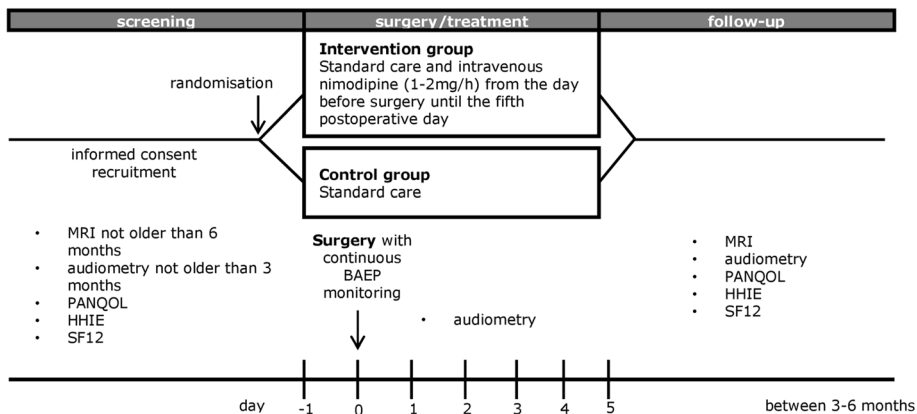 screening
surgery/treatment
follow-up
randomisation
Intervention group
Standard care and intravenous
nimodipine (1-2mg/h) from the day
before surgery until the fifth
postoperative day
informed consent
recruitment
Control group
Standard care
• MRI not older than 6
months
• audiometry not older than 3
months
• PANQOL
• HHIE
• SF12
Surgery with
continuous
BAEP
monitoring
• audiometry
• MRI
• audiometry
• PANQOL
• HHIE
• SF12
day
-1 0 1 2 3 4 5
between 3-6 months